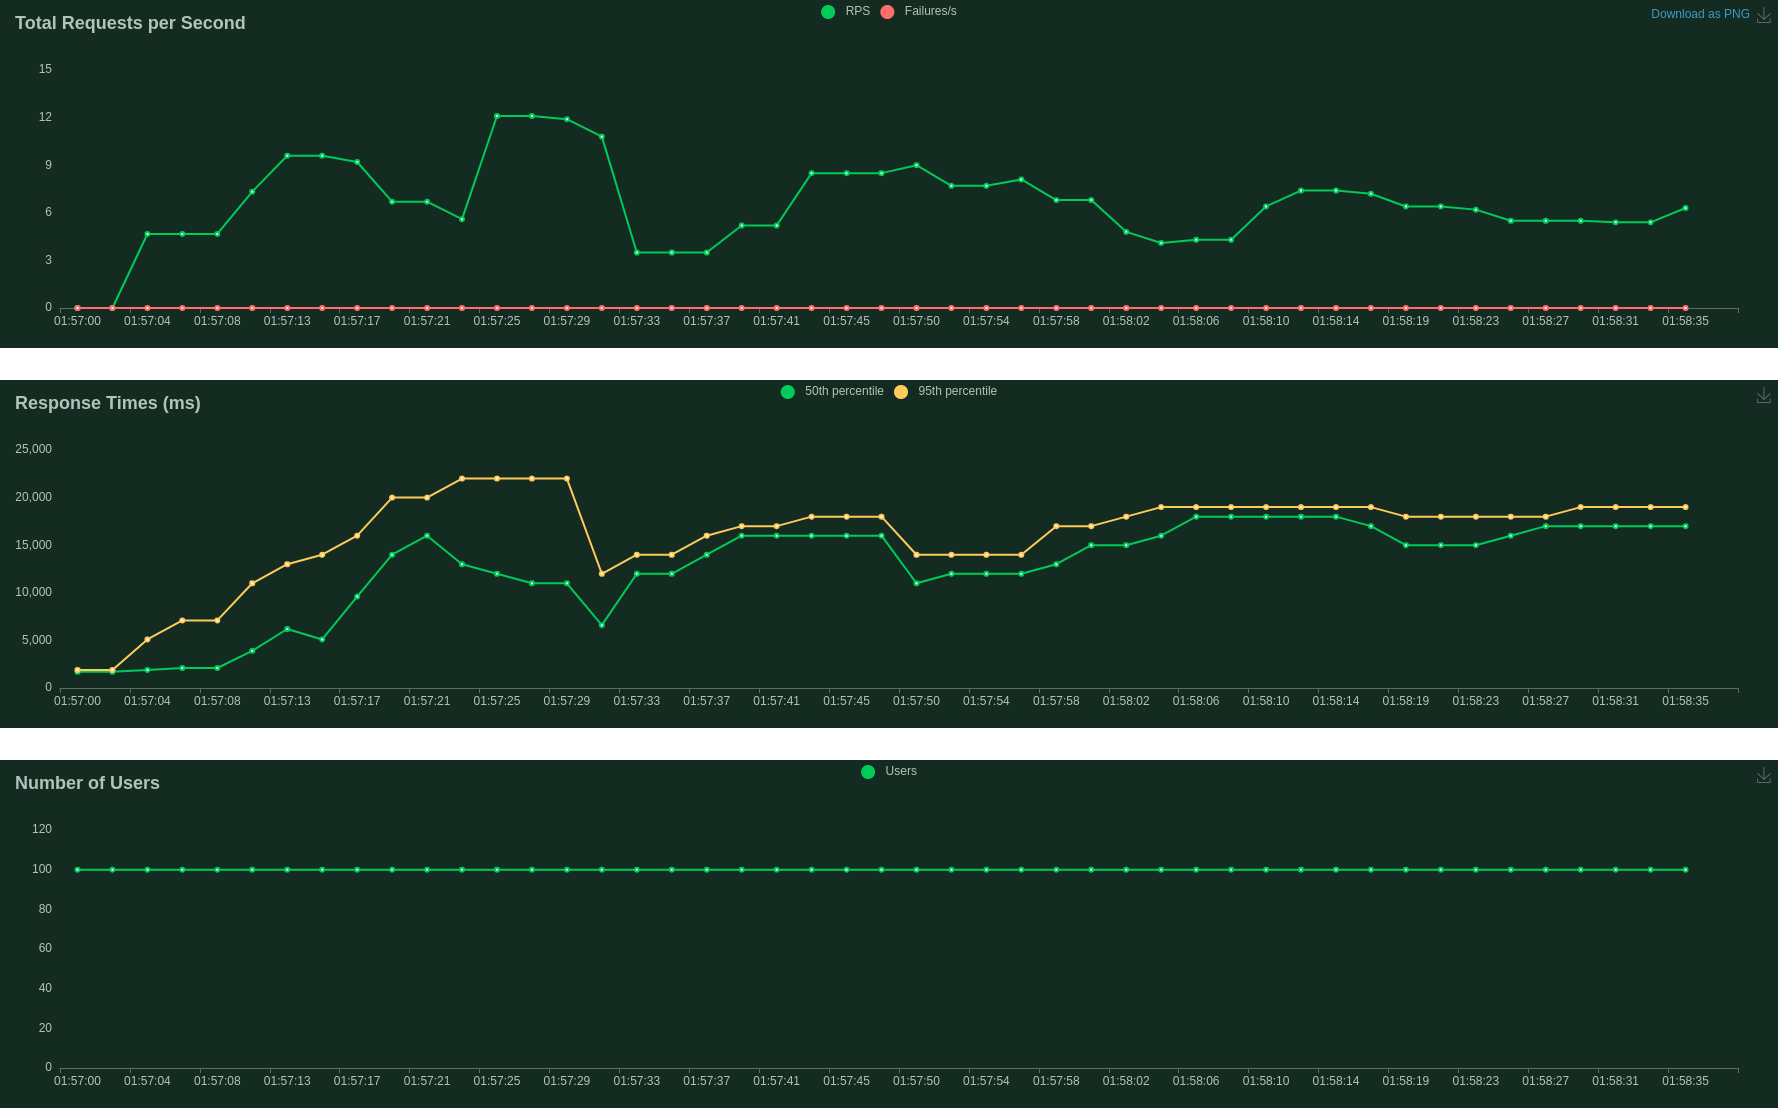 Total Requests per Second
RPS Failures/s
Download as PNG
15
12
9
6
3
0
01:57:00 01:57:04 01:57:08 01:57:13 01:57:17 01:57:21 01:57:25 01:57:29 01:57:33 01:57:37 01:57:41 01:57:45 01:57:50 01:57:54 01:57:58 01:58:02 01:58:06 01:58:10 01:58:14 01:58:19 01:58:23 01:58:27 01:58:31 01:58:35
Response Times (ms)
50th percentile 95th percentile
25,000
20,000
15,000
10,000
5,000
0
01:57:00 01:57:04 01:57:08 01:57:13 01:57:17 01:57:21 01:57:25 01:57:29 01:57:33 01:57:37 01:57:41 01:57:45 01:57:50 01:57:54 01:57:58 01:58:02 01:58:06 01:58:10 01:58:14 01:58:19 01:58:23 01:58:27 01:58:31 01:58:35
Number of Users
Users
120
100
80
60
40
20
0
01:57:00 01:57:04 01:57:08 01:57:13 01:57:17 01:57:21 01:57:25 01:57:29 01:57:33 01:57:37 01:57:41 01:57:45 01:57:50 01:57:54 01:57:58 01:58:02 01:58:06 01:58:10 01:58:14 01:58:19 01:58:23 01:58:27 01:58:31 01:58:35